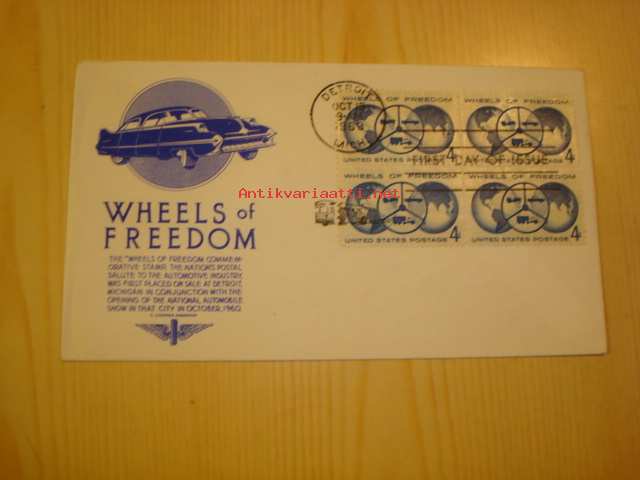 DETROIT
OCT 15
9-AM
1960
MICH.
WHEELS OF FREEDOM WHEELS OF FREEDOM
UNITED STATES POSTAGE 4 UNITED STATES POSTAGE 4
FIRST DAY OF ISSUE
WHEELS OF FREEDOM WHEELS OF FREEDOM
UNITED STATES POSTAGE 4 UNITED STATES POSTAGE 4
Antikvariaatti.net
WHEELS of
FREEDOM
THE "WHEELS OF FREEDOM COMMEM-
ORATIVE STAMP, THE NATION'S POSTAL
SALUTE TO THE AUTOMOTIVE INDUSTRY,
WAS FIRST PLACED ON SALE AT DETROIT,
MICHIGAN IN CONJUNCTION WITH THE
OPENING OF THE NATIONAL AUTOMOBILE
SHOW IN THAT CITY IN OCTOBER, 1960.